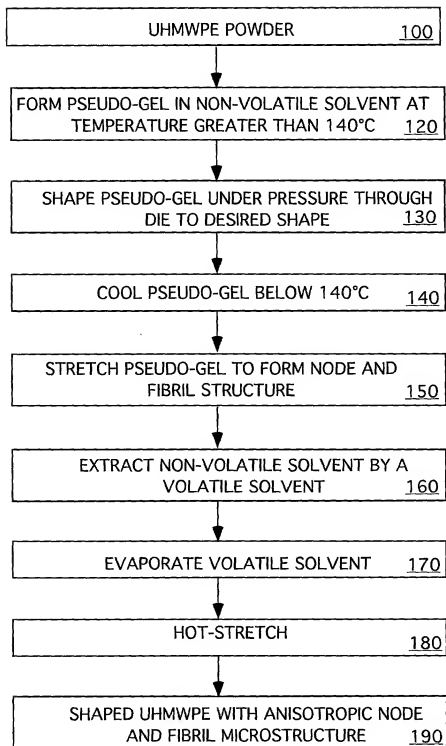 UHMWPE POWDER
100
FORM PSEUDO-GEL IN NON-VOLATILE SOLVENT AT
TEMPERATURE GREATER THAN 140°C
120
SHAPE PSEUDO-GEL UNDER PRESSURE THROUGH
DIE TO DESIRED SHAPE
130
COOL PSEUDO-GEL BELOW 140°C
140
STRETCH PSEUDO-GEL TO FORM NODE AND
FIBRIL STRUCTURE
150
EXTRACT NON-VOLATILE SOLVENT BY A
VOLATILE SOLVENT
160
EVAPORATE VOLATILE SOLVENT
170
HOT-STRETCH
180
SHAPED UHMWPE WITH ANISOTROPIC NODE
AND FIBRIL MICROSTRUCTURE
190